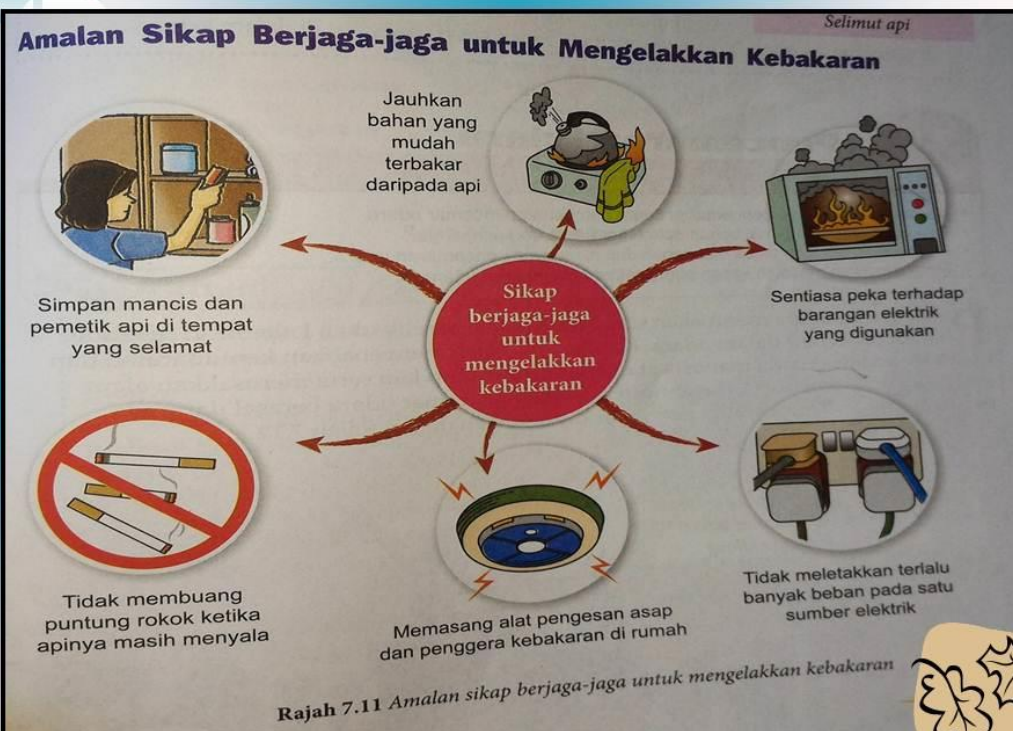 Selimut api
Amalan Sikap Berjaga-jaga untuk Mengelakkan Kebakaran
Jauhkan
bahan yang
mudah
terbakar
daripada api
Simpan mancis dan
pemetik api di tempat
yang selamat
Sikap
berjaga-jaga
untuk
mengelakkan
kebakaran
Sentiasa peka terhadap
barangan elektrik
yang digunakan
Tidak membuang
puntung rokok ketika
apinya masih menyala
Memasang alat pengesan asap
dan penggera kebakaran di rumah
Tidak meletakkan terlalu
banyak beban pada satu
sumber elektrik
Rajah 7.11 Amalan sikap berjaga-jaga untuk mengelakkan kebakaran